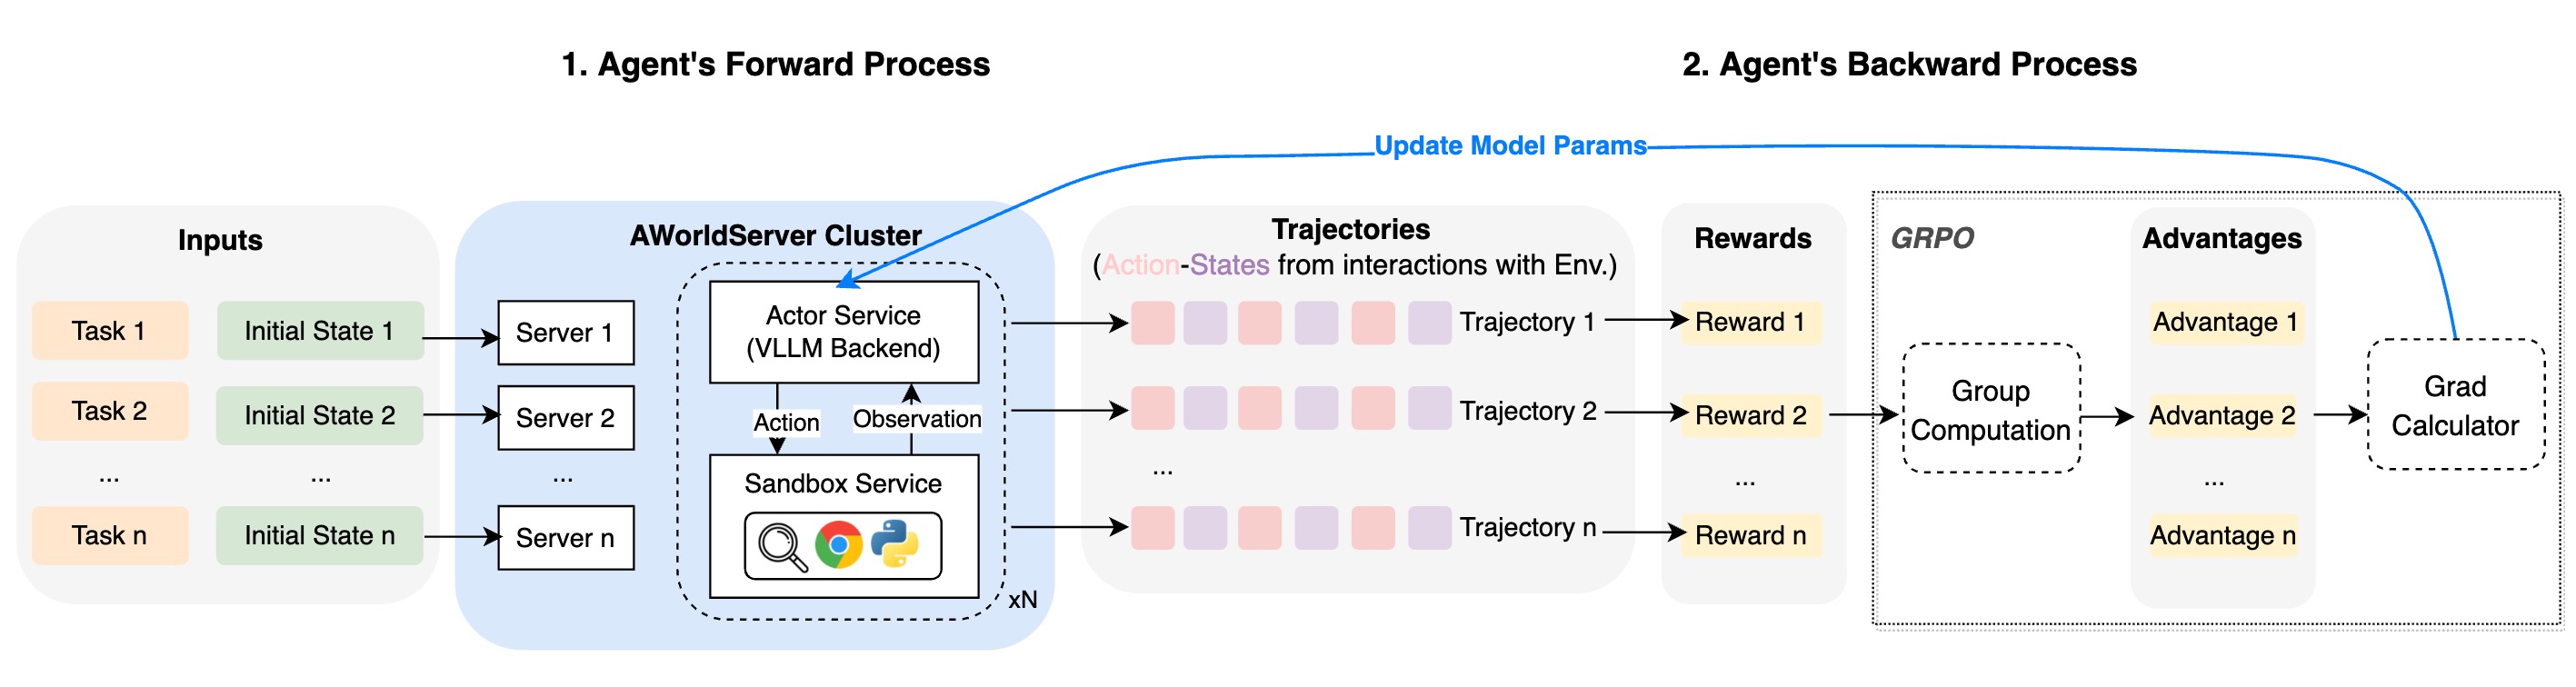 1. Agent's Forward Process
2. Agent's Backward Process
Update Model Params
Inputs
Task 1
Initial State 1
Task 2
Initial State 2
...
...
Task n
Initial State n
AWorldServer Cluster
Server 1
Server 2
...
Server n
Actor Service
(VLLM Backend)
Action
Observation
Sandbox Service
xN
Trajectories
(Action-States from interactions with Env.)
Trajectory 1
Trajectory 2
...
Trajectory n
Rewards
Reward 1
Reward 2
...
Reward n
GRPO
Group
Computation
Advantages
Advantage 1
Advantage 2
...
Advantage n
Grad
Calculator